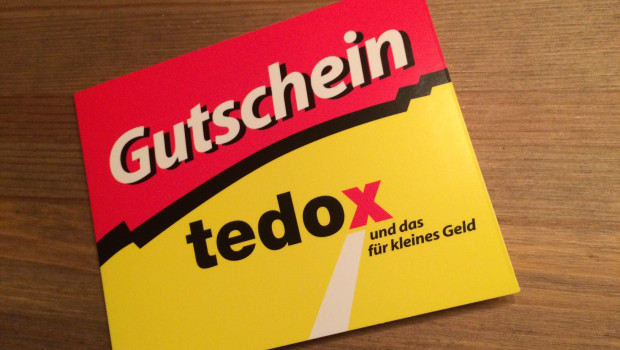 Gutschein
tedox
und das
für kleines Geld